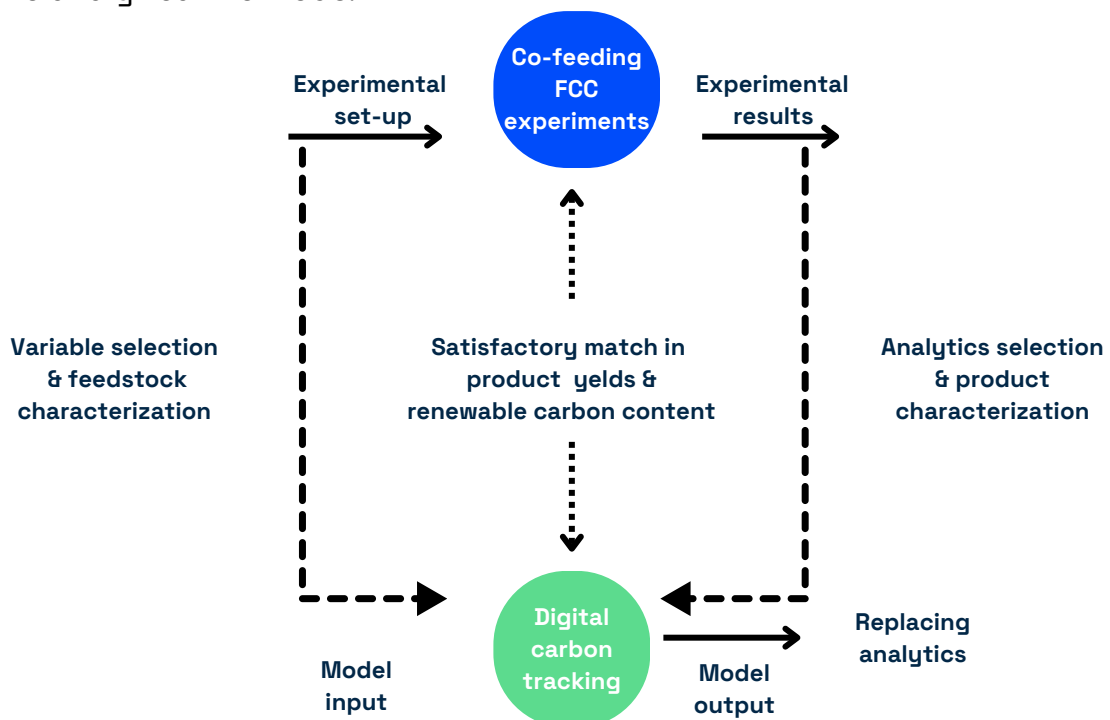 Co-feeding
FCC
experiments
Experimental
set-up
Experimental
results
Variable selection
& feedstock
characterization
Satisfactory match in
product yelds &
renewable carbon content
Analytics selection
& product
characterization
Digital
carbon
tracking
Model
input
Model
output
Replacing
analytics